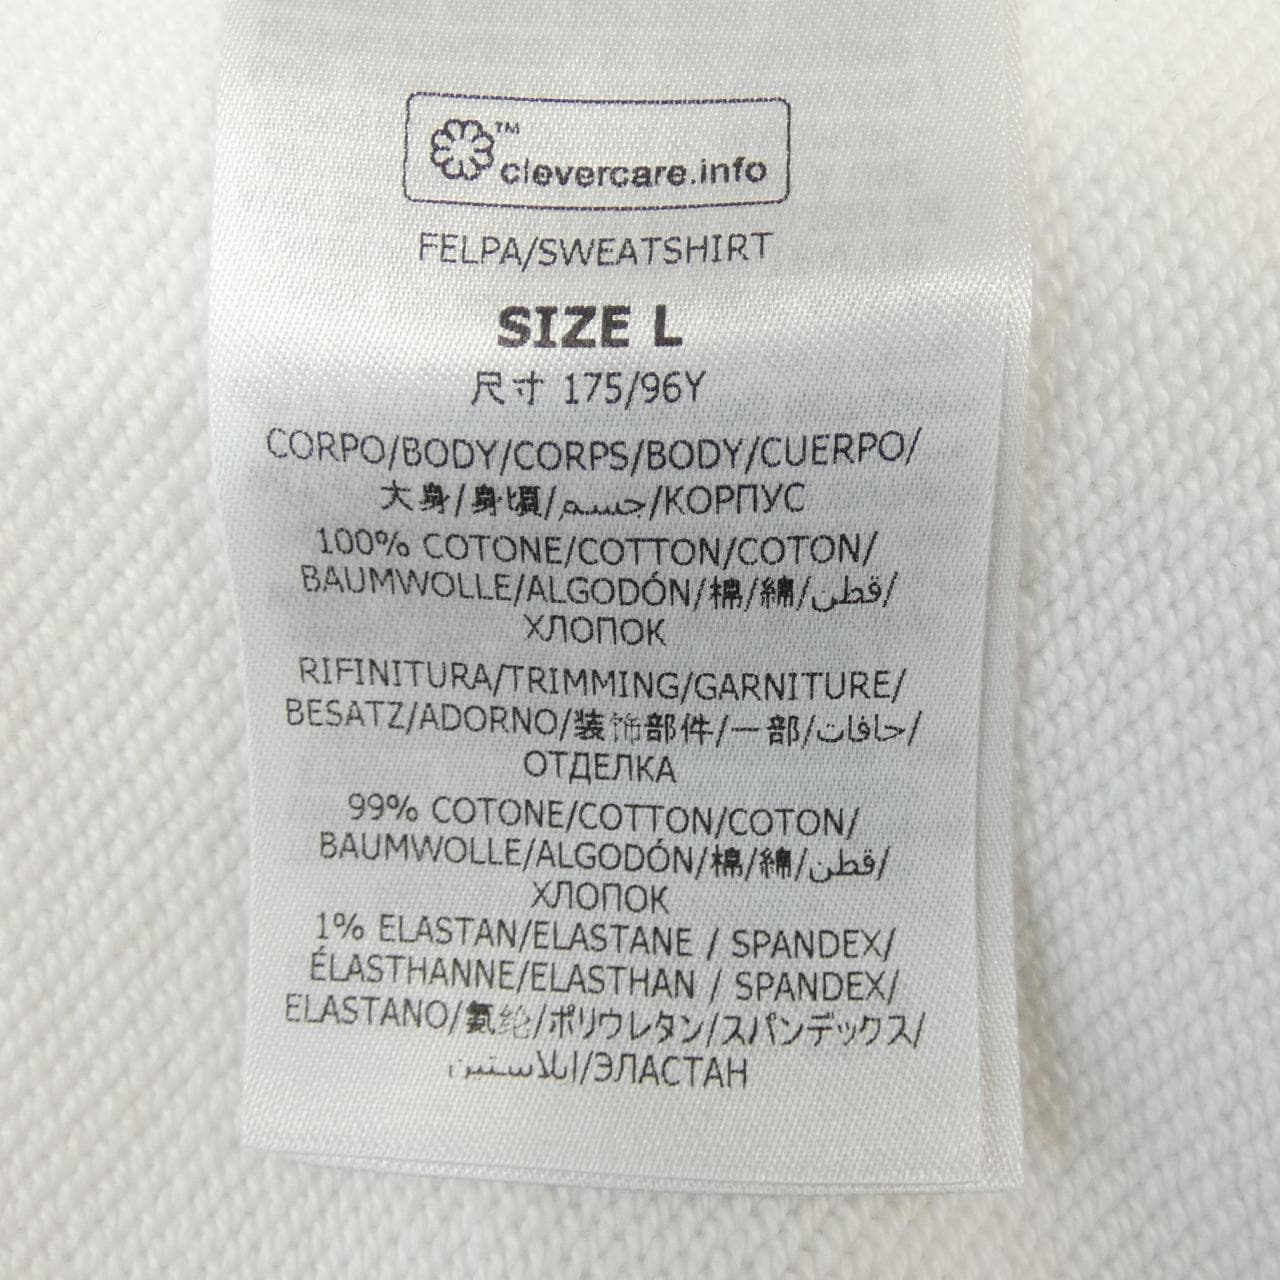 ™
clevercare.info
FELPA/SWEATSHIRT
SIZE L
尺寸 175/96Y
CORPO/BODY/CORPS/BODY/CUERPO/
大身/身頃/جسم/КОРПУС
100% COTONE/COTTON/COTON/
BAUMWOLLE/ALGODÓN/棉/綿/قطن/
ХЛОПОК
RIFINITURA/TRIMMING/GARNITURE/
BESATZ/ADORNO/装饰部件/一部/حافات/
ОТДЕЛКА
99% COTONE/COTTON/COTON/
BAUMWOLLE/ALGODÓN/棉/綿/قطن/
ХЛОПОК
1% ELASTAN/ELASTANE / SPANDEX/
ÉLASTHANNE/ELASTHAN / SPANDEX/
ELASTANO/氨纶/ポリウレタン/スパンデックス/
ايلاستين/ЭЛАСТАН